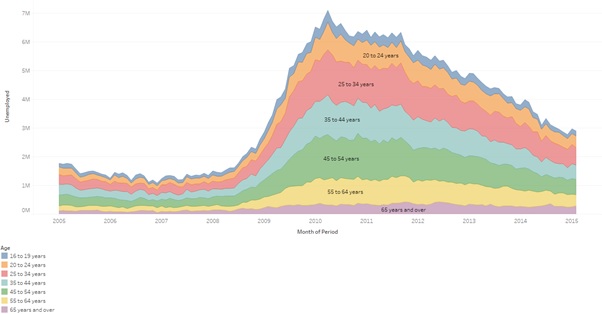 7M
6M
5M
4M
3M
2M
1M
0M
Unemployed
20 to 24 years
25 to 34 years
35 to 44 years
45 to 54 years
55 to 64 years
65 years and over
2005 2006 2007 2008 2009 2010 2011 2012 2013 2014 2015
Month of Period
Age
16 to 19 years
20 to 24 years
25 to 34 years
35 to 44 years
45 to 54 years
55 to 64 years
65 years and over